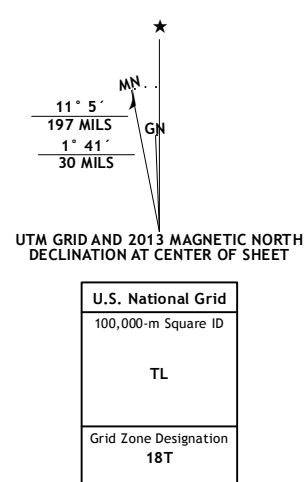 ★
MN
11° 5´
197 MILS
GN
1° 41´
30 MILS
UTM GRID AND 2013 MAGNETIC NORTH
DECLINATION AT CENTER OF SHEET
U.S. National Grid
100,000-m Square ID
TL
Grid Zone Designation
18T